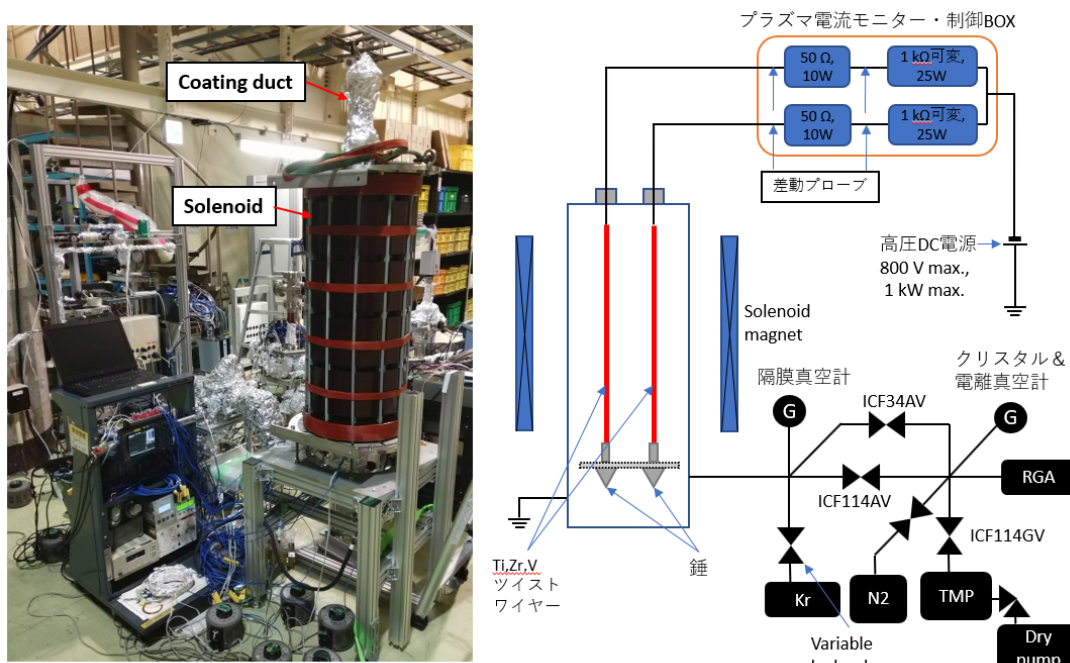 Coating duct
Solenoid
プラズマ電流モニター・制御BOX
50 Ω,
10W
1 kΩ可変,
25W
50 Ω,
10W
1 kΩ可変,
25W
差動プローブ
高圧DC電源
800 V max.,
1 kW max.
Solenoid
magnet
隔膜真空計
クリスタル＆
電離真空計
G
ICF34AV
G
ICF114AV
RGA
ICF114GV
Ti,Zr,V
ツイスト
ワイヤー
錘
Kr
N2
TMP
Variable
Dry
pump